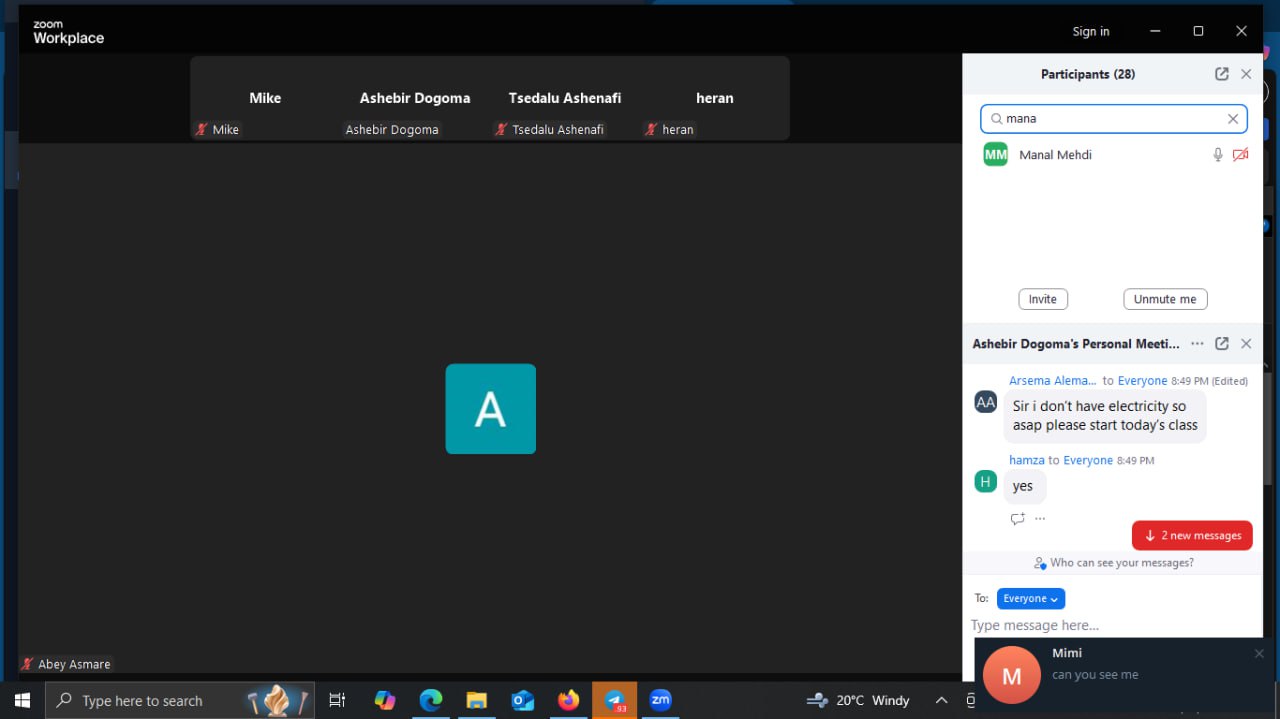 zoom
Workplace
Sign in
Mike
Ashebir Dogoma
Tsedalu Ashenafi
heran
Mike
Ashebir Dogoma
Tsedalu Ashenafi
heran
A
Abey Asmare
Participants (28)
mana
MM Manal Mehdi
Invite
Unmute me
Ashebir Dogoma's Personal Meeti...
Arsema Alema... to Everyone 8:49 PM (Edited)
AA
Sir i don't have electricity so
asap please start today's class
hamza to Everyone 8:49 PM
H
yes
2 new messages
Who can see your messages?
To: Everyone
Type message here...
Mimi
M
can you see me
Type here to search
93
zm
20°C Windy